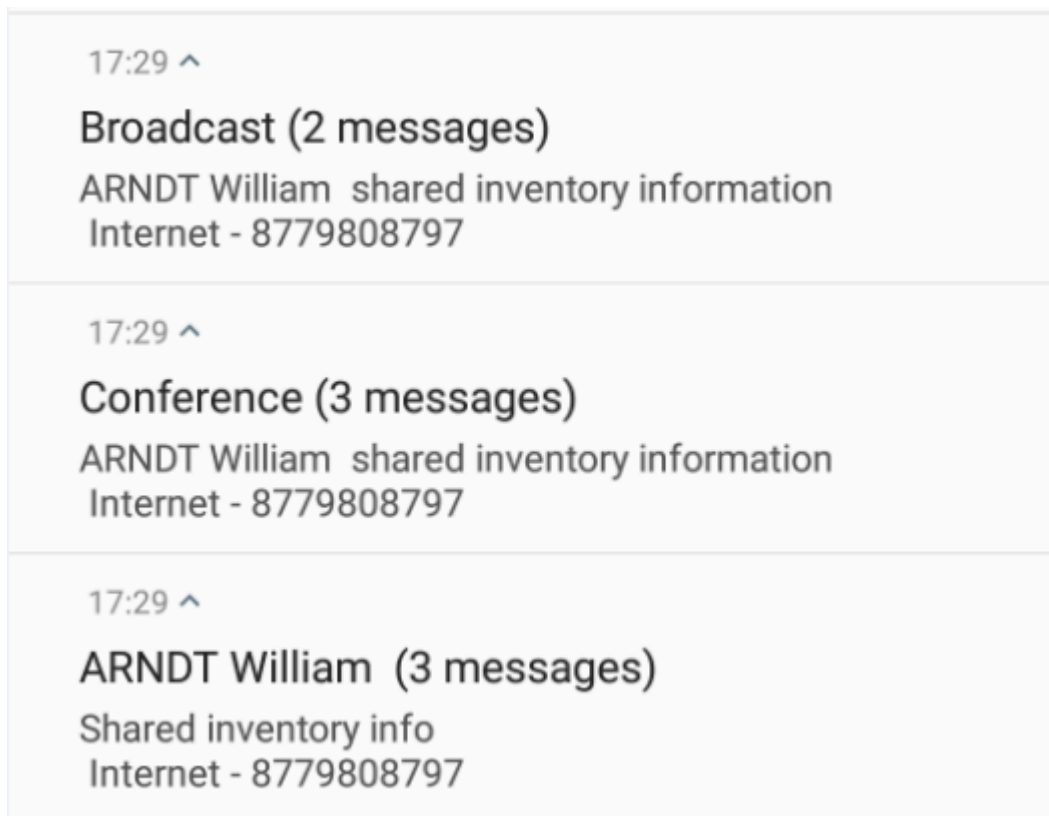 17:29
Broadcast (2 messages)
ARNDT William  shared inventory information
Internet - 8779808797
17:29
Conference (3 messages)
ARNDT William  shared inventory information
Internet - 8779808797
17:29
ARNDT William  (3 messages)
Shared inventory info
Internet - 8779808797